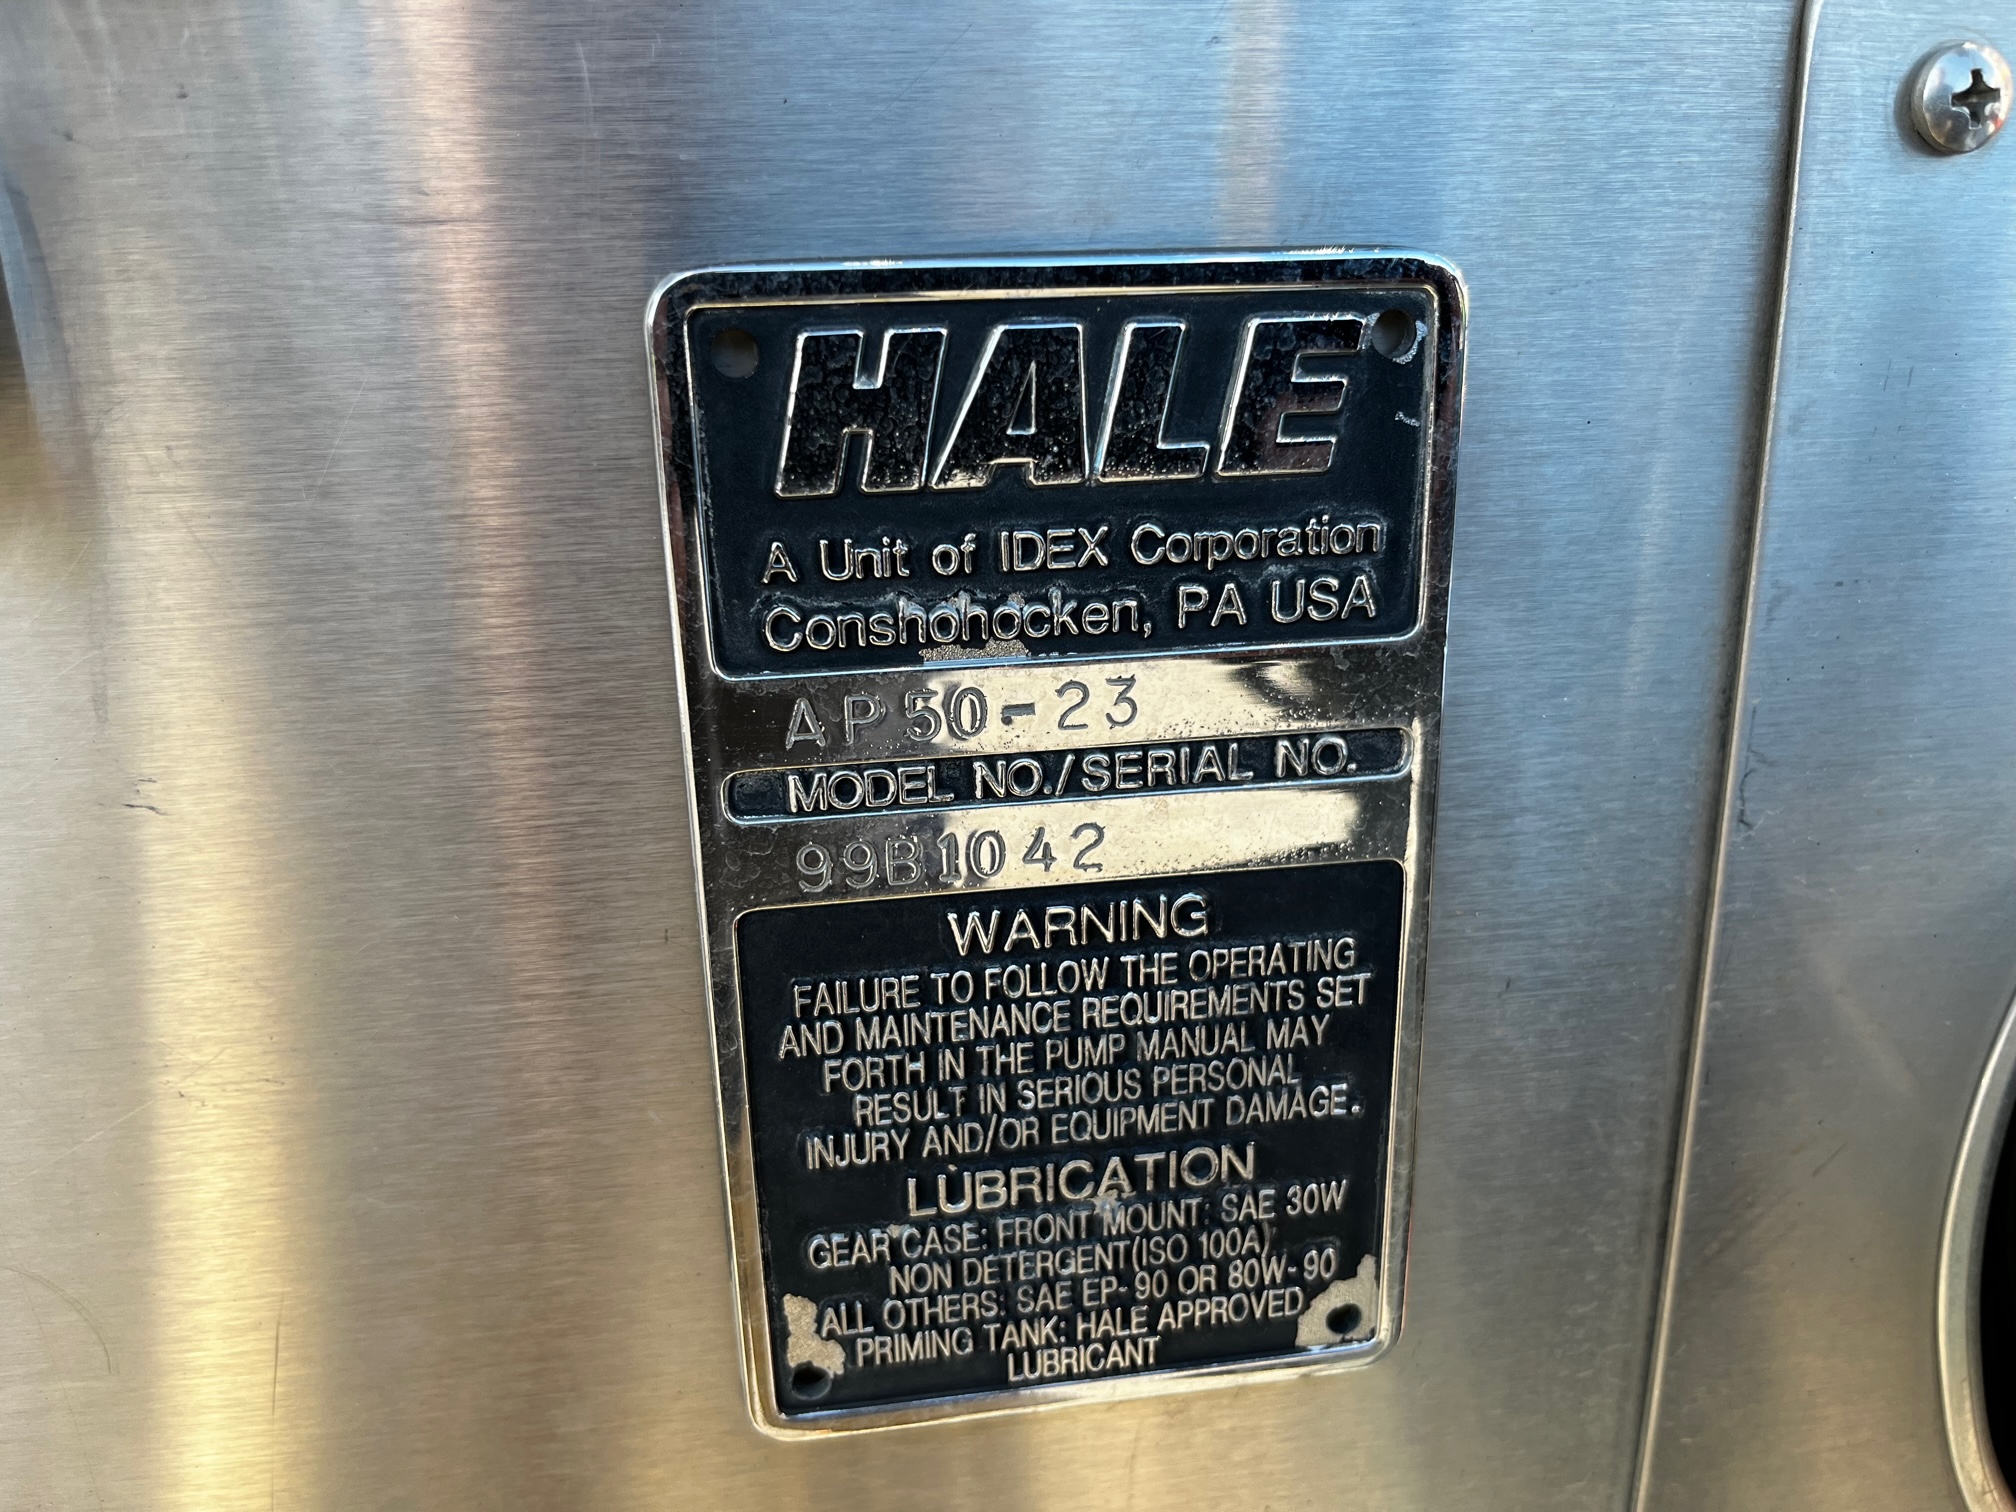 HALE
A Unit of IDEX Corporation
Conshohocken, PA USA
AP50-23
MODEL NO./SERIAL NO.
99B1042
WARNING
FAILURE TO FOLLOW THE OPERATING
AND MAINTENANCE REQUIREMENTS SET
FORTH IN THE PUMP MANUAL MAY
RESULT IN SERIOUS PERSONAL
INJURY AND/OR EQUIPMENT DAMAGE.
LUBRICATION
GEAR CASE: FRONT MOUNT: SAE 30W
NON DETERGENT(ISO 100A)
ALL OTHERS: SAE EP-90 OR 80W-90
PRIMING TANK: HALE APPROVED
LUBRICANT